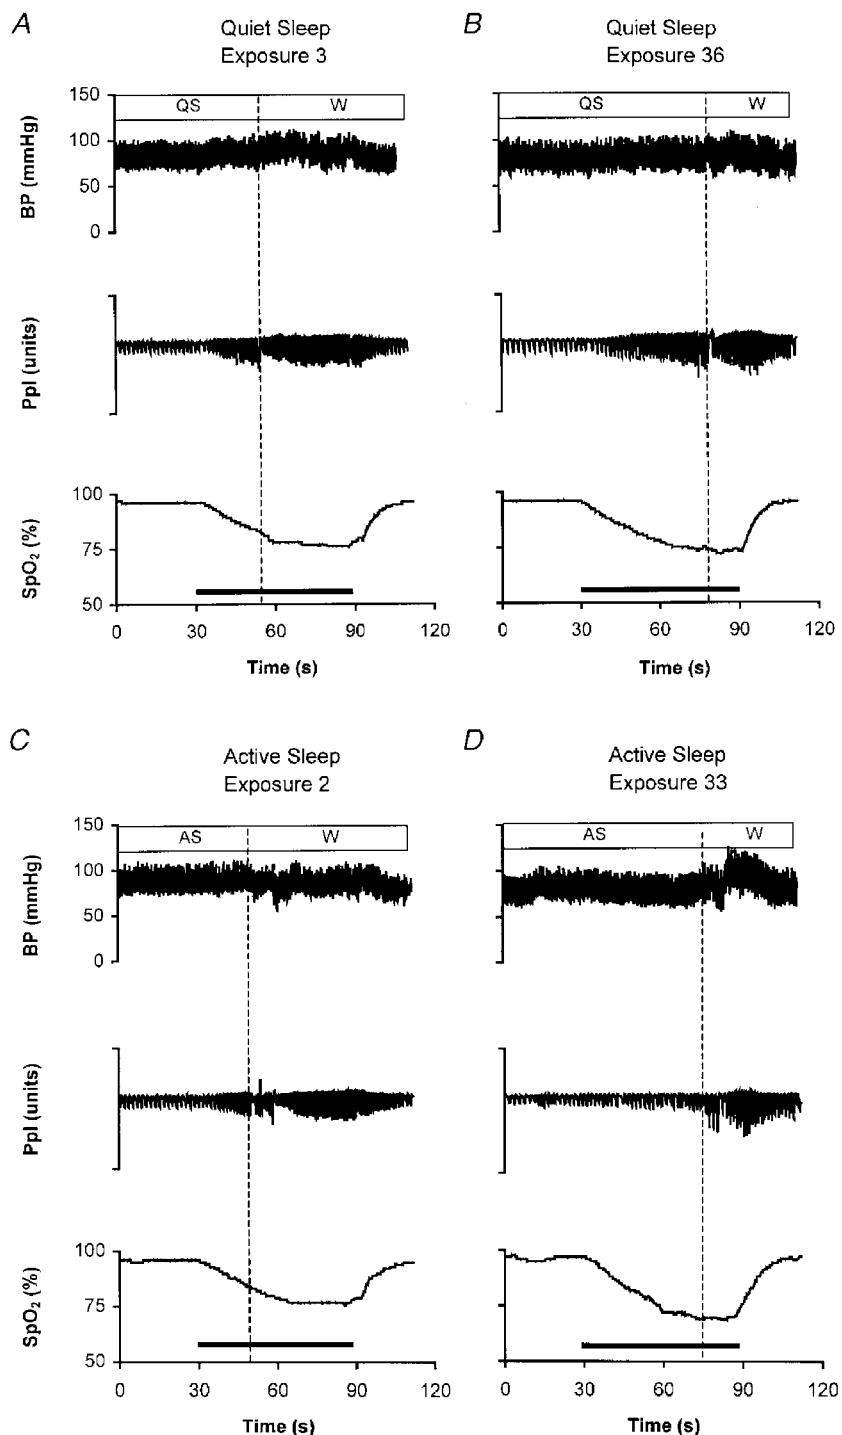 A
Quiet Sleep
Exposure 3
B
Quiet Sleep
Exposure 36
QS
W
QS
W
150
100
50
0
BP (mmHg)
Ppl (units)
100
75
50
SpO2 (%)
0 30 60 90 120
Time (s)
0 30 60 90 120
Time (s)
C
Active Sleep
Exposure 2
D
Active Sleep
Exposure 33
AS
W
AS
W
150
100
50
0
BP (mmHg)
Ppl (units)
100
75
50
SpO2 (%)
0 30 60 90 120
Time (s)
0 30 60 90 120
Time (s)